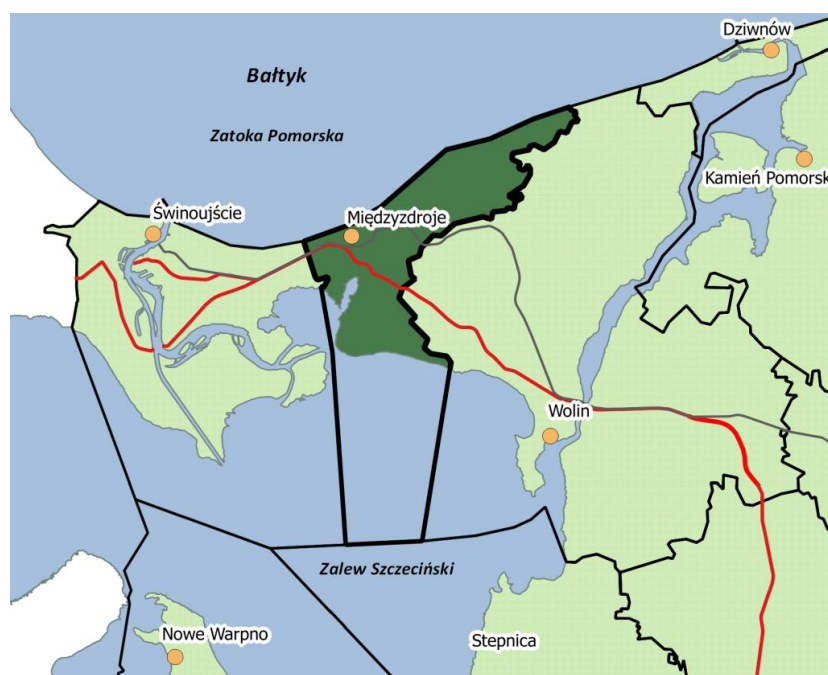 Dziwnów
Bałtyk
Zatoka Pomorska
Kamień Pomorsk
Świnoujście
Międzyzdroje
Wolin
Zalew Szczeciński
Nowe Warpno
Stepnica